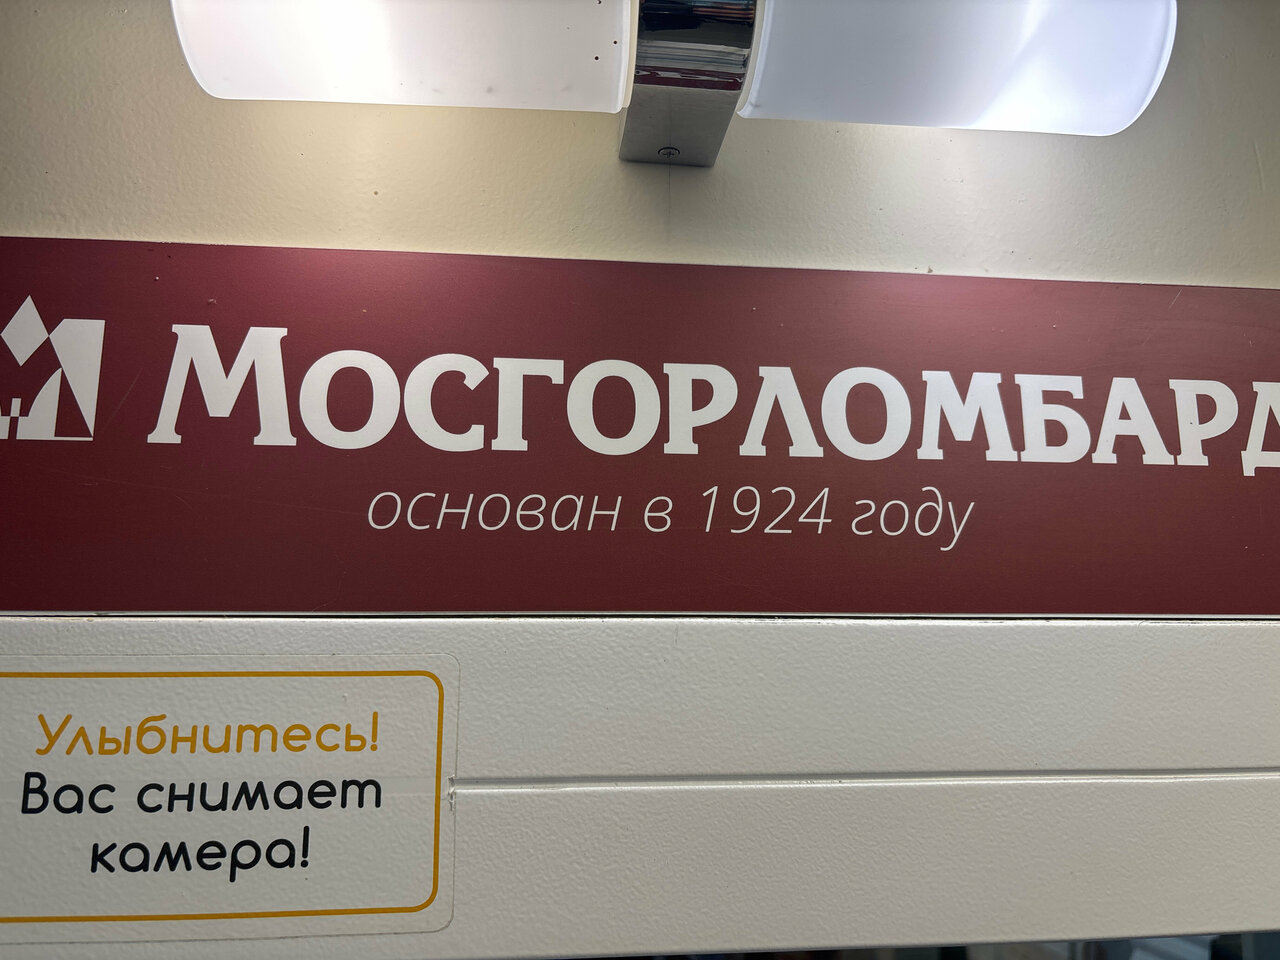 МОСГОРЛОМБАРД
основан в 1924 году
Улыбнитесь!
Вас снимает
камера!